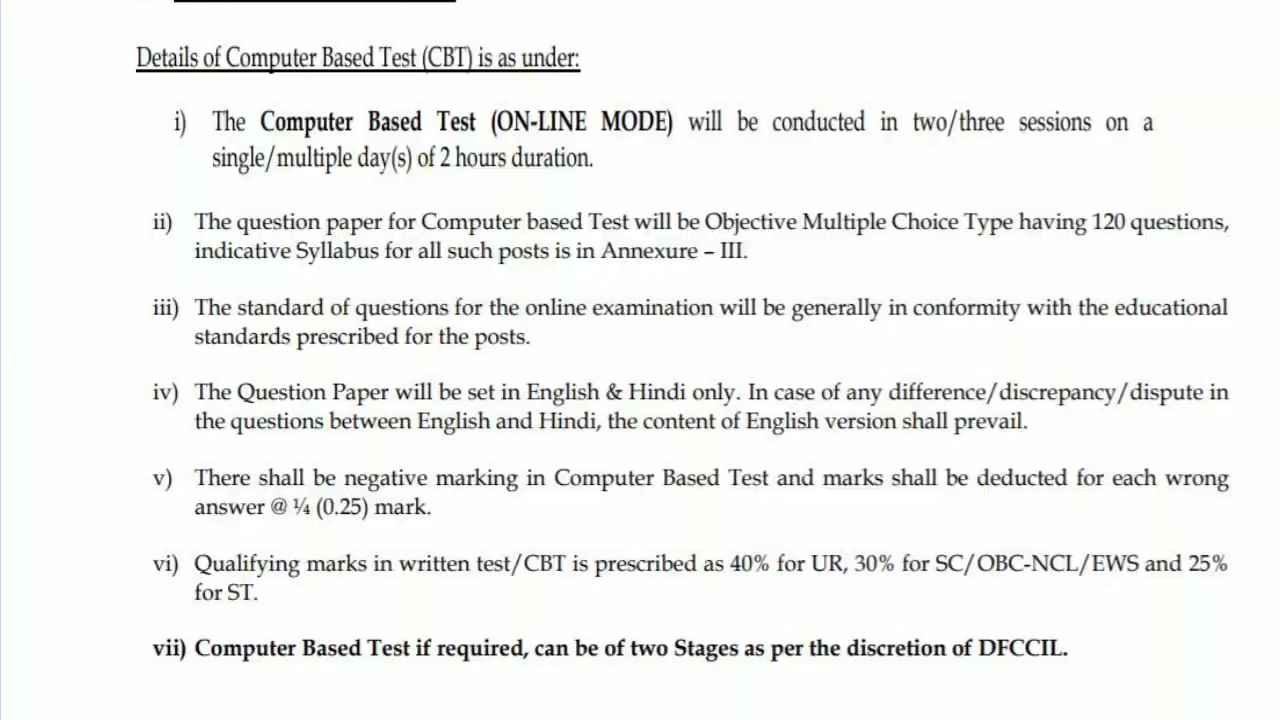 Details of Computer Based Test (CBT) is as under:
i) The Computer Based Test (ON-LINE MODE) will be conducted in two/three sessions on a
single/multiple day(s) of 2 hours duration.
ii) The question paper for Computer based Test will be Objective Multiple Choice Type having 120 questions,
indicative Syllabus for all such posts is in Annexure – III.
iii) The standard of questions for the online examination will be generally in conformity with the educational
standards prescribed for the posts.
iv) The Question Paper will be set in English & Hindi only. In case of any difference/discrepancy/dispute in
the questions between English and Hindi, the content of English version shall prevail.
v) There shall be negative marking in Computer Based Test and marks shall be deducted for each wrong
answer @ ¼ (0.25) mark.
vi) Qualifying marks in written test/CBT is prescribed as 40% for UR, 30% for SC/OBC-NCL/EWS and 25%
for ST.
vii) Computer Based Test if required, can be of two Stages as per the discretion of DFCCIL.